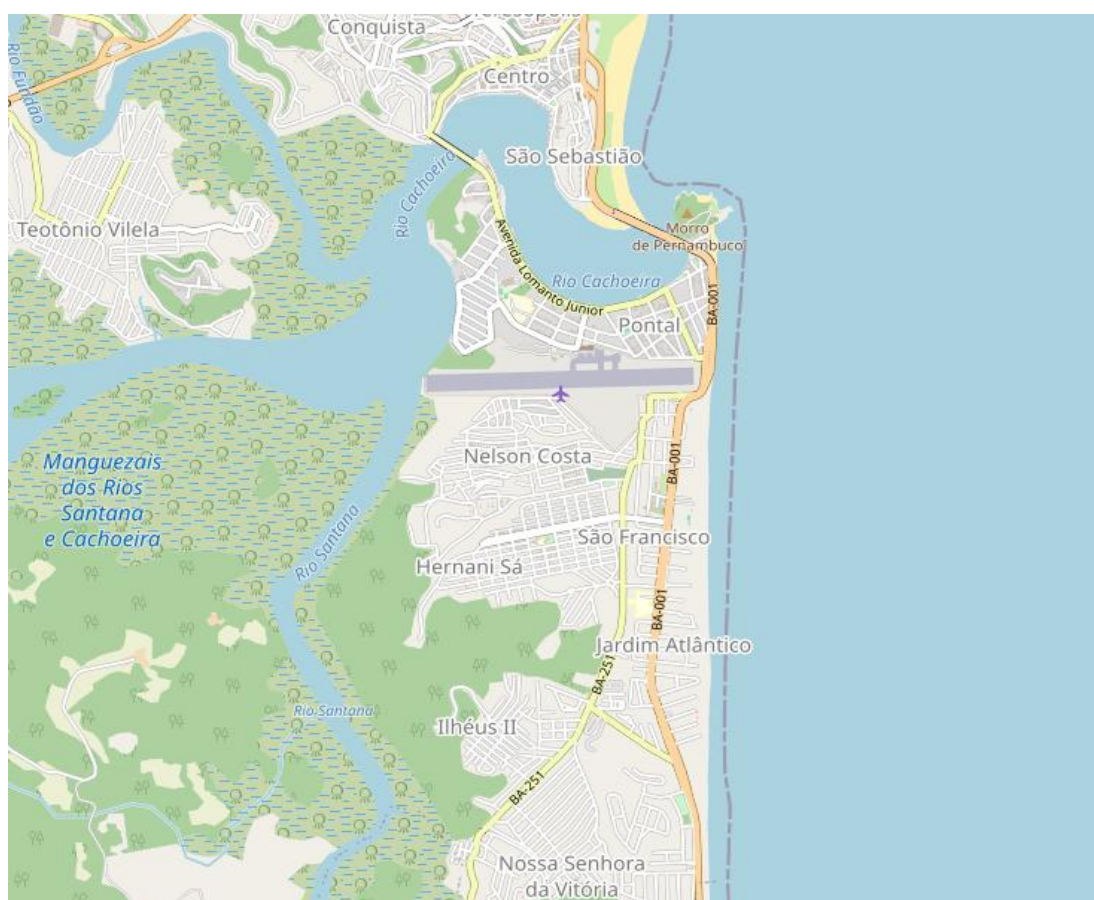 Conquista
Centro
Rio Fundão
São Sebastião
Rio Cachoeira
Teotônio Vilela
Morro
de Pernambuco
Avenida Lomanto Júnior
Rio Cachoeira
BA-001
Pontal
Nelson Costa
BA-001
Manguezais
dos Rios
Santana
e Cachoeira
Rio Santana
São Francisco
Hernani Sá
BA-001
Jardim Atlântico
BA-251
Rio Santana
Ilhéus II
BA-251
Nossa Senhora
da Vitória